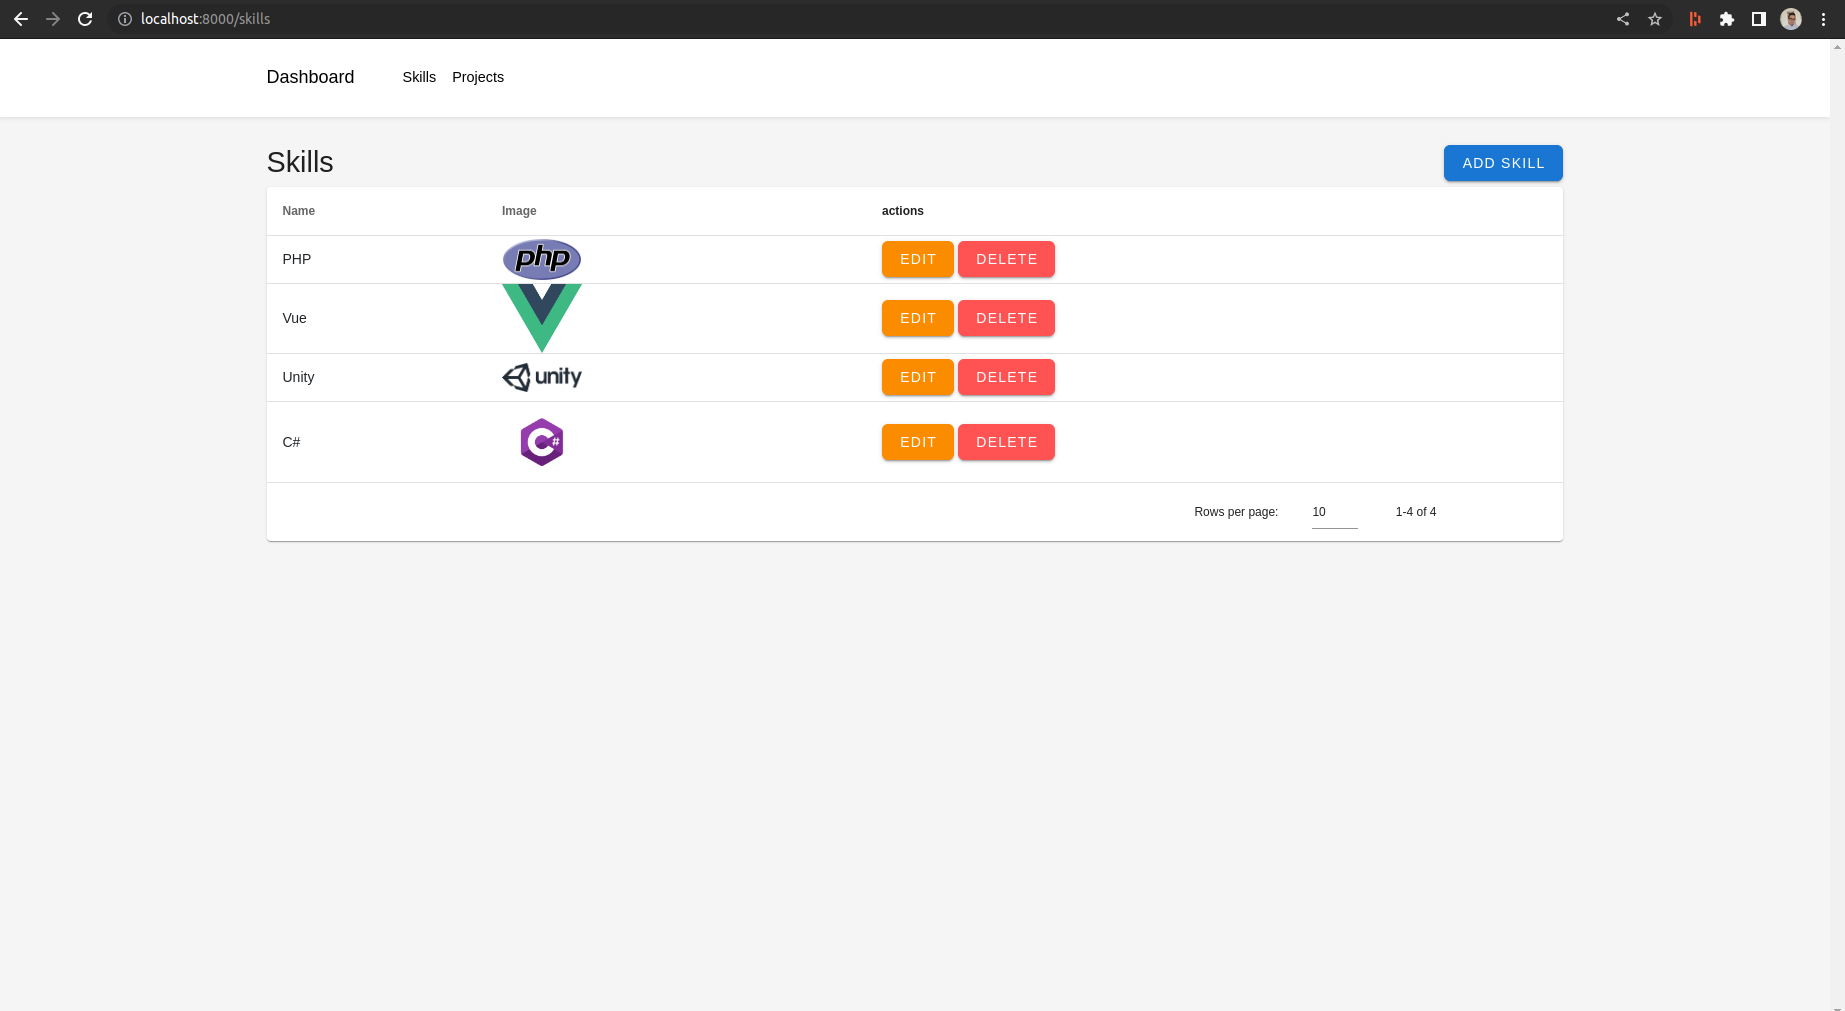 localhost:8000/skills
Dashboard Skills Projects
Skills ADD SKILL
Name Image actions
PHP php EDIT DELETE
Vue EDIT DELETE
Unity unity EDIT DELETE
C# C# EDIT DELETE
Rows per page: 10 1-4 of 4